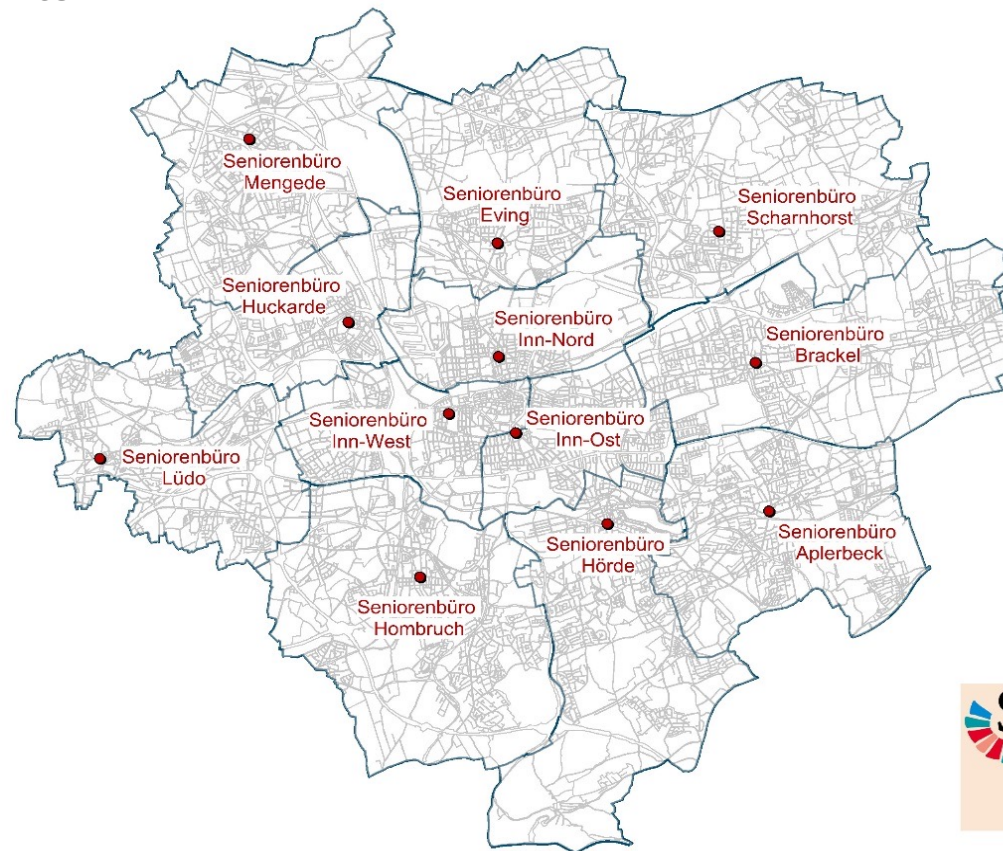 Seniorenbüro
Mengede
Seniorenbüro
Eving
Seniorenbüro
Scharnhorst
Seniorenbüro
Huckarde
Seniorenbüro
Inn-Nord
Seniorenbüro
Brackel
Seniorenbüro
Inn-West
Seniorenbüro
Inn-Ost
Seniorenbüro
Lüdo
Seniorenbüro
Aplerbeck
Seniorenbüro
Hörde
Seniorenbüro
Hombruch